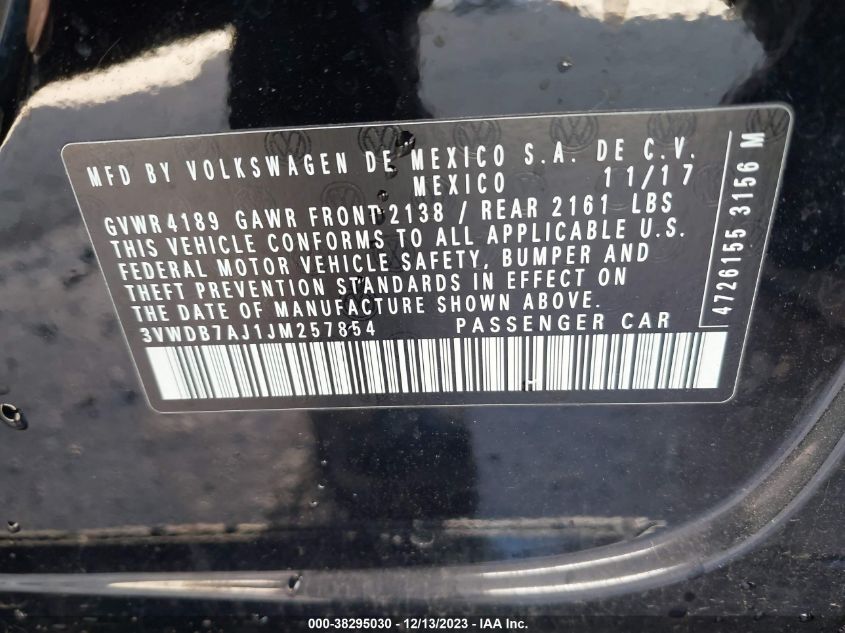 MFD BY VOLKSWAGEN DE MEXICO S.A. DE C.V.
MEXICO 11/17
GVWR 4189 GAWR FRONT 2138 / REAR 2161 LBS
THIS VEHICLE CONFORMS TO ALL APPLICABLE U.S.
FEDERAL MOTOR VEHICLE SAFETY, BUMPER AND
THEFT PREVENTION STANDARDS IN EFFECT ON
THE DATE OF MANUFACTURE SHOWN ABOVE.
3VWDB7AJ1JM257854 PASSENGER CAR
4726155 3156 M
000-38295030 - 12/13/2023 - IAA Inc.